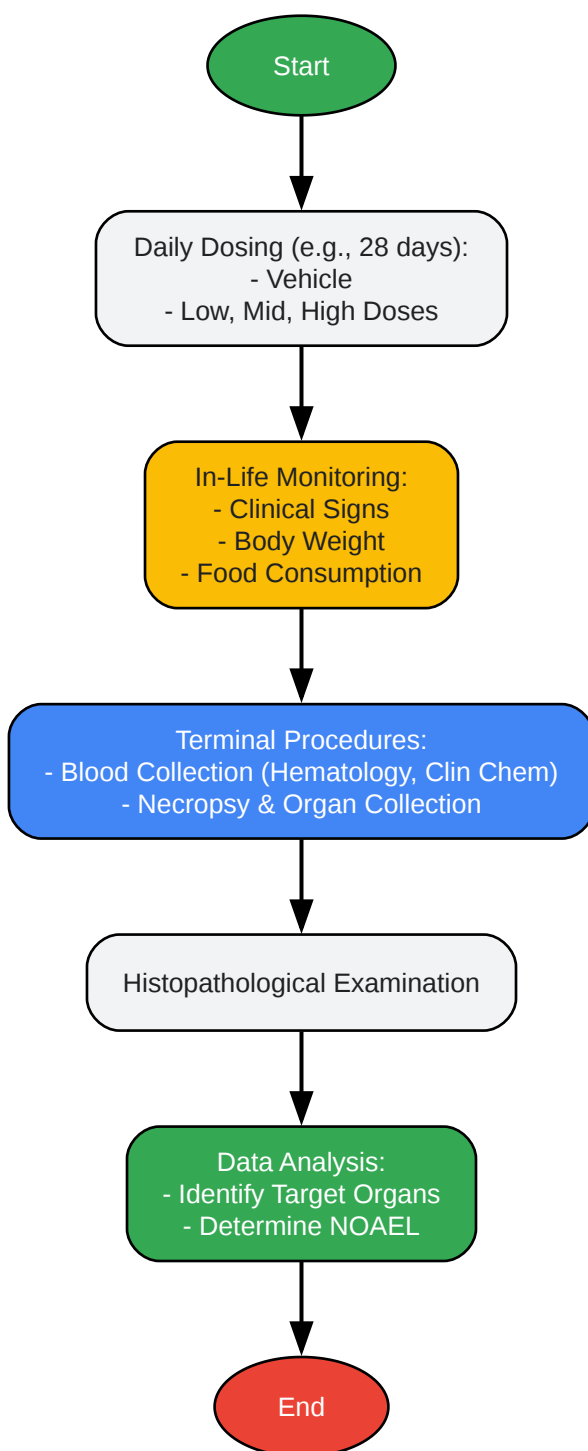 Start
Daily Dosing (e.g., 28 days):
- Vehicle
- Low, Mid, High Doses
In-Life Monitoring:
- Clinical Signs
- Body Weight
- Food Consumption
Terminal Procedures:
- Blood Collection (Hematology, Clin Chem)
- Necropsy & Organ Collection
Histopathological Examination
Data Analysis:
- Identify Target Organs
- Determine NOAEL
End